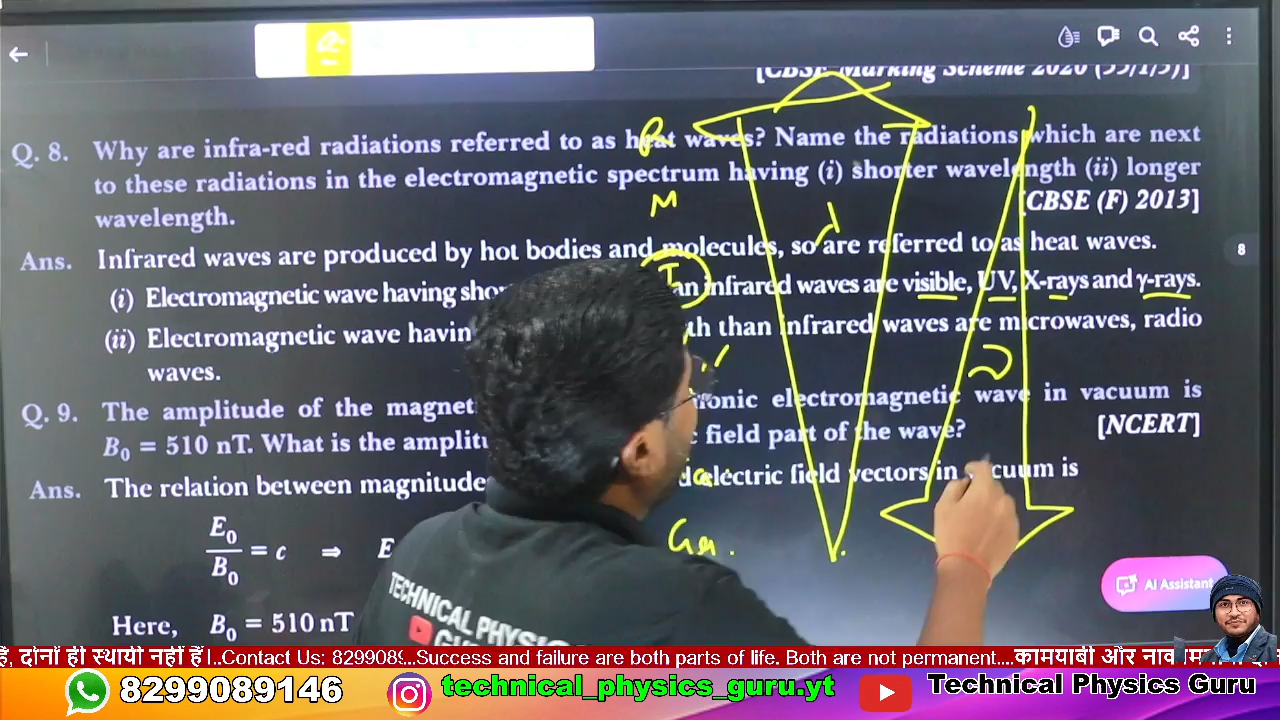 [CBSE Marking Scheme 2020 (55/1/3)]
Q. 8. Why are infra-red radiations referred to as heat waves? Name the radiations which are next
to these radiations in the electromagnetic spectrum having (i) shorter wavelength (ii) longer
wavelength. [CBSE (F) 2013]
8
Ans. Infrared waves are produced by hot bodies and molecules, so are referred to as heat waves.
(i) Electromagnetic wave having an infrared waves are visible, UV, X-rays and γ-rays.
(ii) Electromagnetic wave havin th than infrared waves are microwaves, radio
waves.
Q. 9. The amplitude of the magnet onic electromagnetic wave in vacuum is
B₀ = 510 nT. What is the amplitu field part of the wave? [NCERT]
Ans. The relation between magnitude d electric field vectors in vacuum is
E₀/B₀ = c ⇒ E
Here, B₀ = 510 nT
R
M
I
AI Assistant
TECHNICAL PHYSIC
GU
हैं, दोनों ही स्थायी नहीं हैं।..Contact Us: 829908...Success and failure are both parts of life. Both are not permanent....कामयाबी और
8299089146 technical_physics_guru.yt Technical Physics Guru